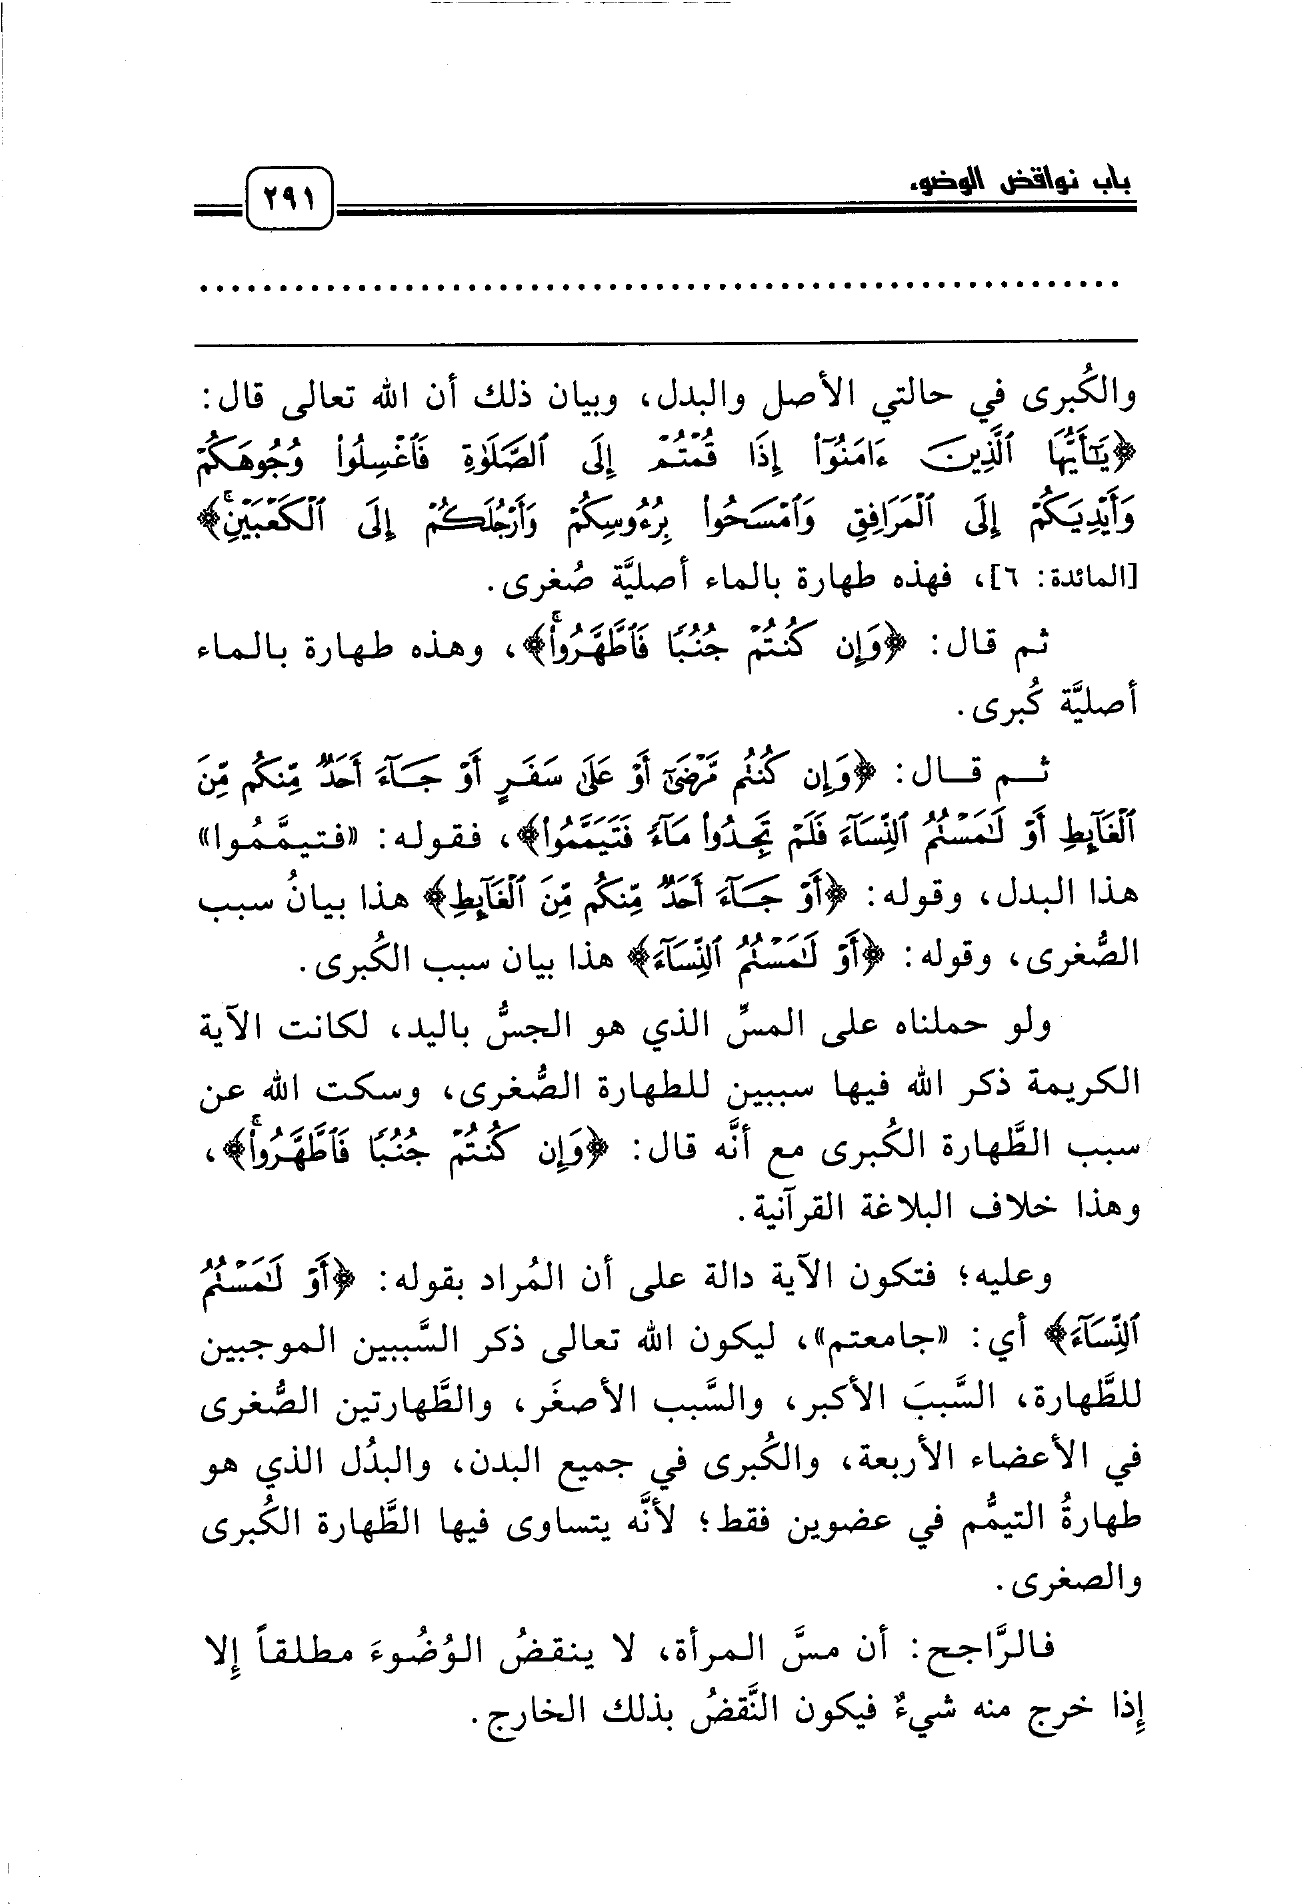 باب نواقض الوضوء
٢٩١
والكُبرى في حالتي الأصل والبدل، وبيان ذلك أن الله تعالى قال:
﴿يَٰٓأَيُّهَا ٱلَّذِينَ ءَامَنُوٓا۟ إِذَا قُمْتُمْ إِلَى ٱلصَّلَوٰةِ فَٱغْسِلُوا۟ وُجُوهَكُمْ
وَأَيْدِيَكُمْ إِلَى ٱلْمَرَافِقِ وَٱمْسَحُوا۟ بِرُءُوسِكُمْ وَأَرْجُلَكُمْ إِلَى ٱلْكَعْبَيْنِ ۚ﴾
[المائدة: ٦]، فهذه طهارة بالماء أصليَّة صُغرى.
ثم قال: ﴿وَإِن كُنتُمْ جُنُبًا فَٱطَّهَّرُوا۟ ۚ﴾، وهذه طهارة بالماء
أصليَّة كُبرى.
ثم قال: ﴿وَإِن كُنتُم مَّرْضَىٰٓ أَوْ عَلَىٰ سَفَرٍ أَوْ جَآءَ أَحَدٌ مِّنكُم مِّنَ
ٱلْغَآئِطِ أَوْ لَٰمَسْتُمُ ٱلنِّسَآءَ فَلَمْ تَجِدُوا۟ مَآءً فَتَيَمَّمُوا۟﴾، فقوله: «فتيمَّمُوا»
هذا البدل، وقوله: ﴿أَوْ جَآءَ أَحَدٌ مِّنكُم مِّنَ ٱلْغَآئِطِ﴾ هذا بيانُ سبب
الصُّغرى، وقوله: ﴿أَوْ لَٰمَسْتُمُ ٱلنِّسَآءَ﴾ هذا بيان سبب الكُبرى.
ولو حملناه على المسِّ الذي هو الجسُّ باليد، لكانت الآية
الكريمة ذكر الله فيها سببين للطهارة الصُّغرى، وسكت الله عن
سبب الطَّهارة الكُبرى مع أنَّه قال: ﴿وَإِن كُنتُمْ جُنُبًا فَٱطَّهَّرُوا۟ ۚ﴾،
وهذا خلاف البلاغة القرآنية.
وعليه؛ فتكون الآية دالة على أن المُراد بقوله: ﴿أَوْ لَٰمَسْتُمُ
ٱلنِّسَآءَ﴾ أي: «جامعتم»، ليكون الله تعالى ذكر السَّببين الموجبين
للطَّهارة، السَّببَ الأكبر، والسَّبب الأصغَر، والطَّهارتين الصُّغرى
في الأعضاء الأربعة، والكُبرى في جميع البدن، والبدُل الذي هو
طهارةُ التيمُّم في عضوين فقط؛ لأنَّه يتساوى فيها الطَّهارة الكُبرى
والصغرى.
فالرَّاجح: أن مسَّ المرأة، لا ينقضُ الوُضُوءَ مطلقاً إلا
إذا خرج منه شيءٌ فيكون النَّقضُ بذلك الخارج.